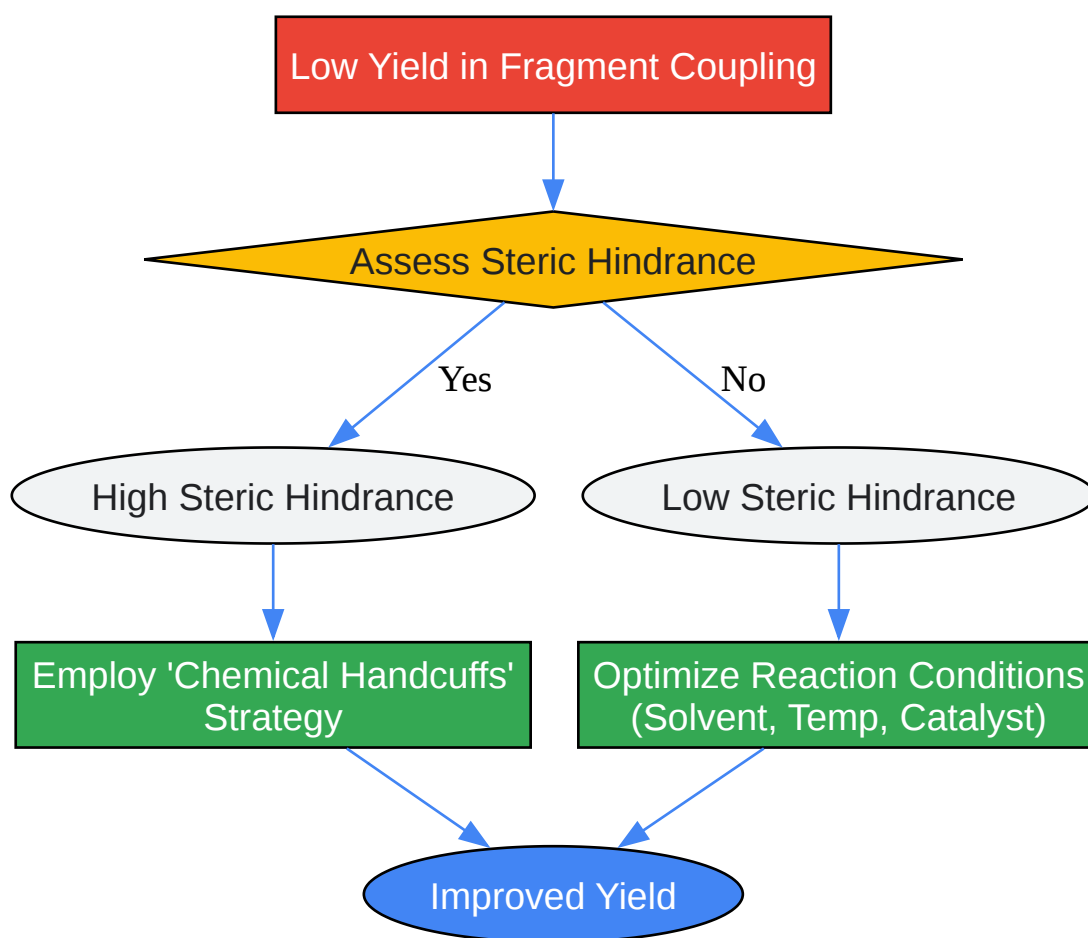 Low Yield in Fragment Coupling
Assess Steric Hindrance
Yes
No
High Steric Hindrance
Low Steric Hindrance
Employ 'Chemical Handcuffs'
Strategy
Optimize Reaction Conditions
(Solvent, Temp, Catalyst)
Improved Yield